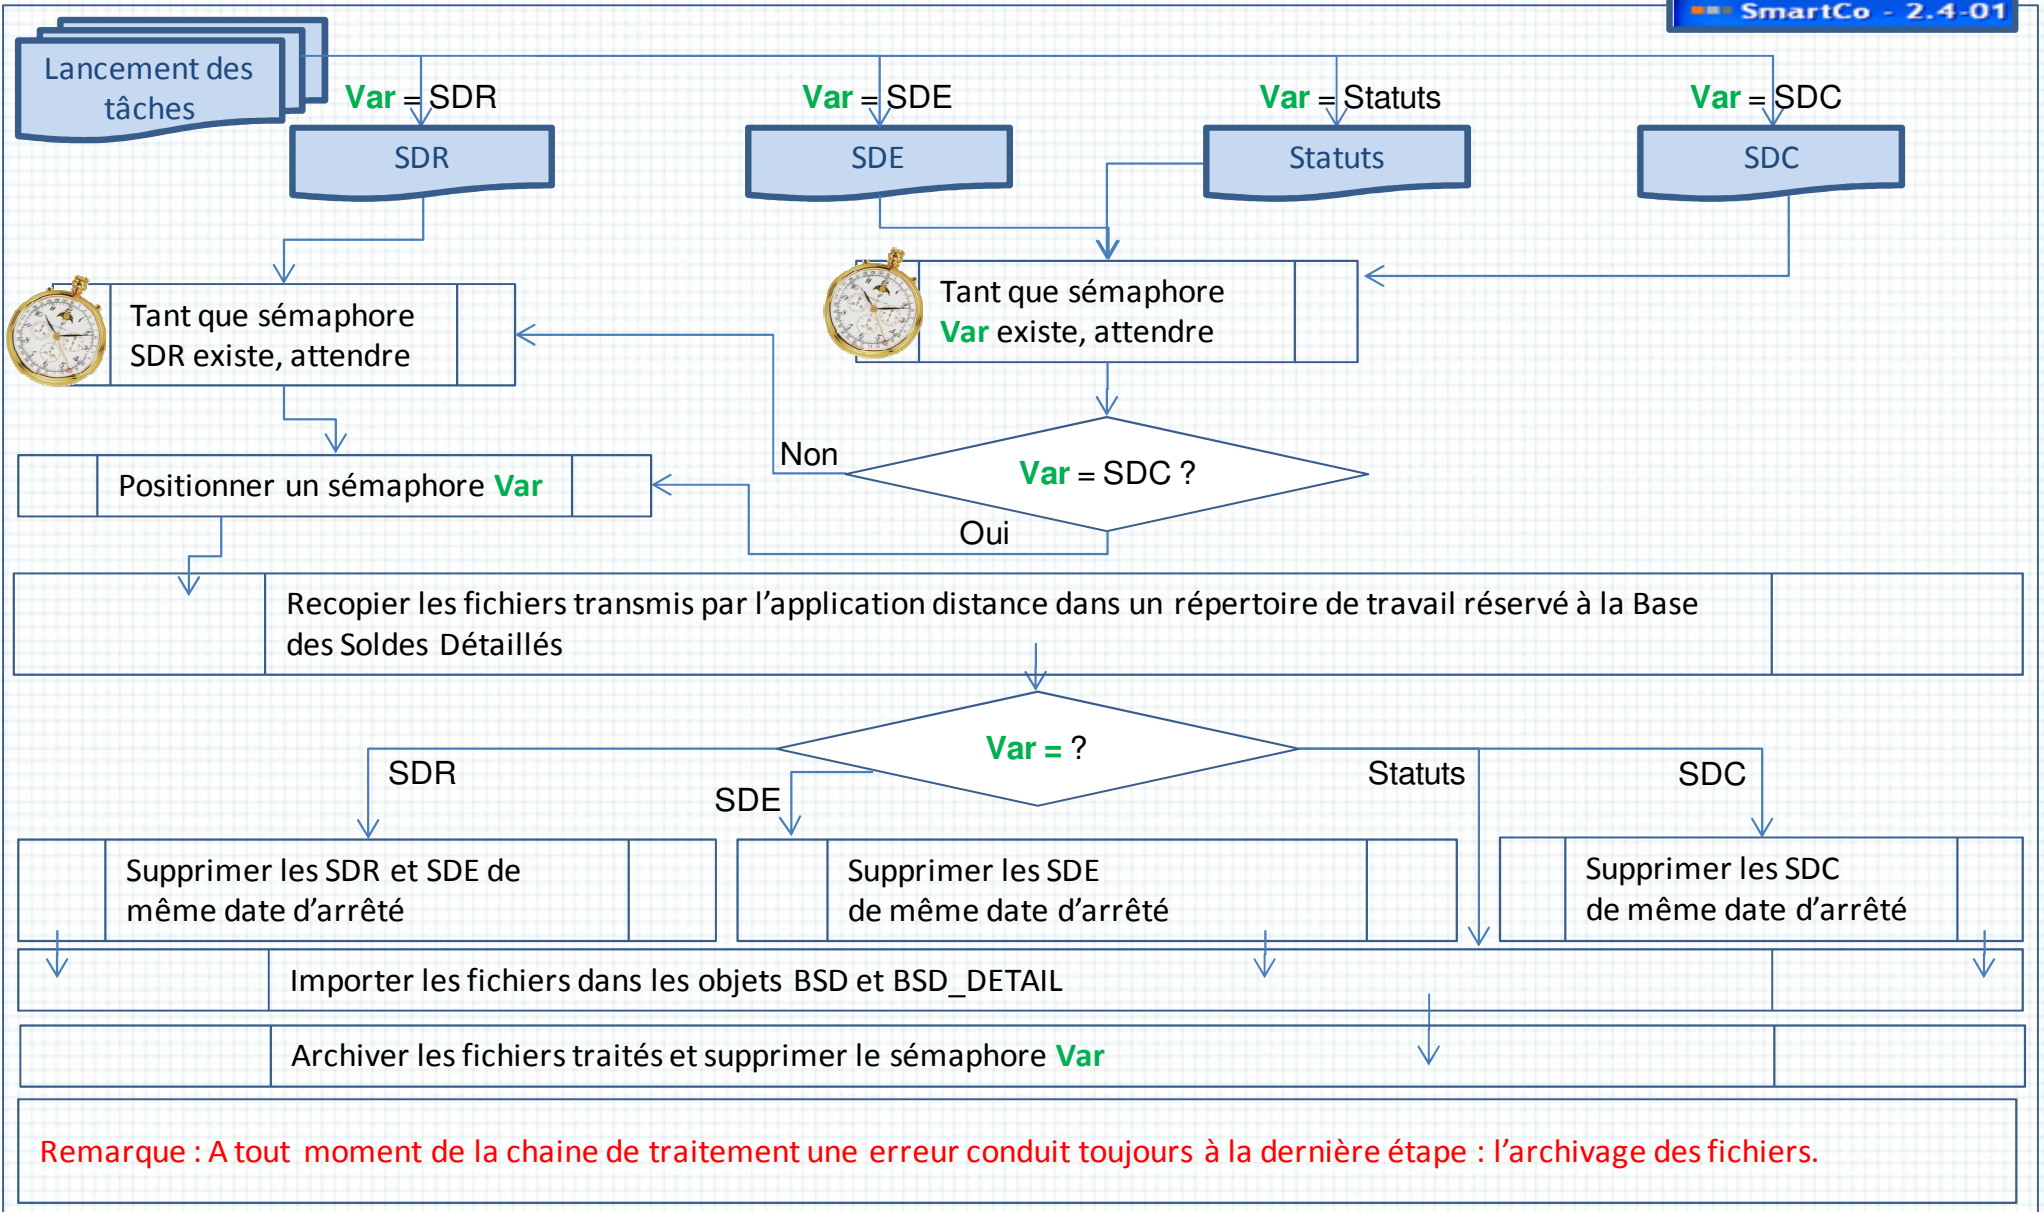 SmartCo - 2.4-01
Lancement des
tâches
Var = SDR
Var = SDE
Var = Statuts
Var = SDC
SDR
SDE
Statuts
SDC
Tant que sémaphore
SDR existe, attendre
Tant que sémaphore
Var existe, attendre
Non
Var = SDC ?
Positionner un sémaphore Var
Oui
Recopier les fichiers transmis par l’application distance dans un répertoire de travail réservé à la Base
des Soldes Détaillés
Var = ?
SDR
SDE
Statuts
SDC
Supprimer les SDR et SDE de
même date d’arrêté
Supprimer les SDE
de même date d’arrêté
Supprimer les SDC
de même date d’arrêté
Importer les fichiers dans les objets BSD et BSD_DETAIL
Archiver les fichiers traités et supprimer le sémaphore Var
Remarque : A tout moment de la chaine de traitement une erreur conduit toujours à la dernière étape : l’archivage des fichiers.